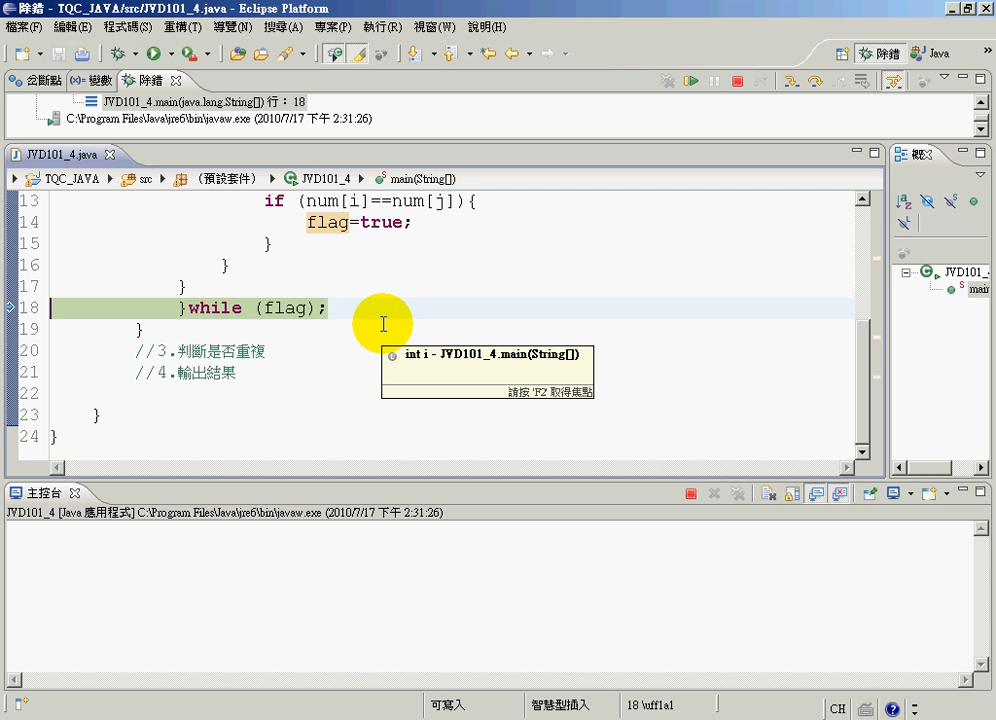 除錯 - TQC_JAVA/src/JVD101_4.java - Eclipse Platform
檔案(F) 編輯(E) 程式碼(S) 重構(T) 導覽(N) 搜尋(A) 專案(P) 執行(R) 視窗(W) 說明(H)
除錯 Java »
岔斷點 (x)= 變數 除錯
JVD101_4.main(java.lang.String[]) 行: 18
C:\Program Files\Java\jre6\bin\javaw.exe (2010/7/17 下午 2:31:26)
JVD101_4.java
TQC_JAVA src (預設套件) JVD101_4 main(String[])
13 if (num[i]==num[j]){
14 flag=true;
15 }
16 }
17 }
18 }while (flag);
19 }
20 //3.判斷是否重複
21 //4.輸出結果
22
23 }
24 }
int i - JVD101_4.main(String[])
請按 'F2' 取得焦點
JVD101_
main
主控台
JVD101_4 [Java 應用程式] C:\Program Files\Java\jre6\bin\javaw.exe (2010/7/17 下午 2:31:26)
可寫入 智慧型插入 18 \uff1a1 CH